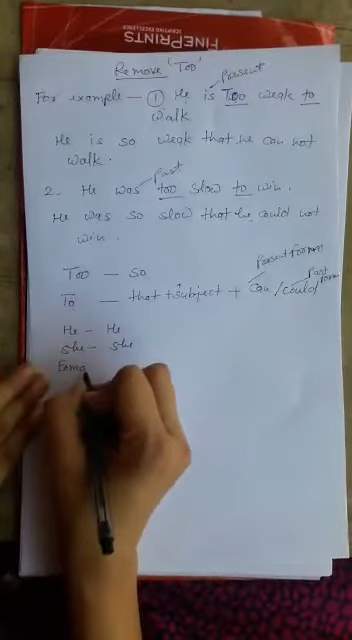 FINEPRINTS
SCRIPTING EXCELLENCE
Remove 'Too'
present
For example - ① He is Too weak to
walk
He is so weak that he can not
walk.
Past
2. He was too slow to win.
He was so slow that he could not
win.
Too - so
Present Form
Past form
To - that + subject + can / could
He - He
She - She